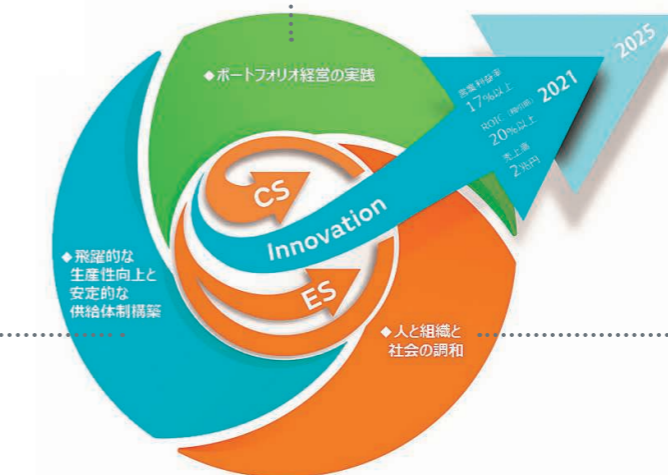 ◆ポートフォリオ経営の実践
2025
2021
営業利益率
17%以上
ROIC（税引前）
20%以上
売上高
2兆円
CS
Innovation
ES
◆飛躍的な
生産性向上と
安定的な
供給体制構築
◆人と組織と
社会の調和